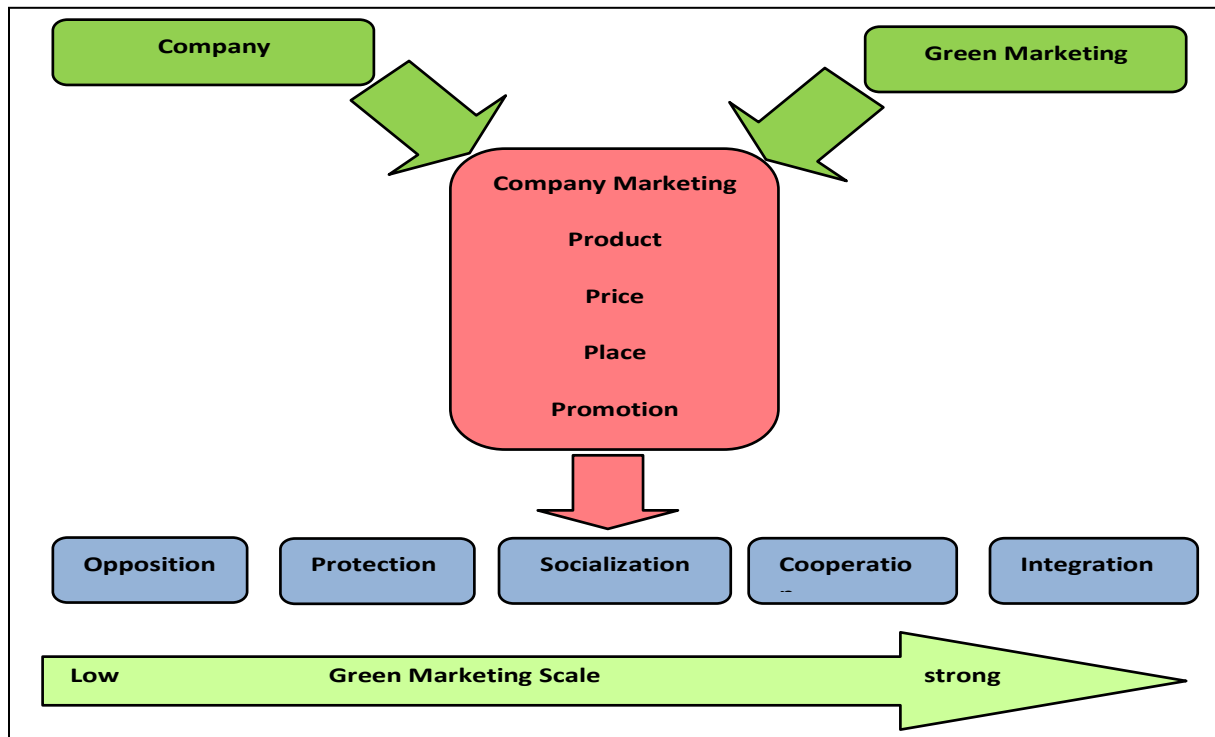 Company
Green Marketing
Company Marketing
Product
Price
Place
Promotion
Opposition
Protection
Socialization
Cooperatio
Integration
Low
Green Marketing Scale
strong